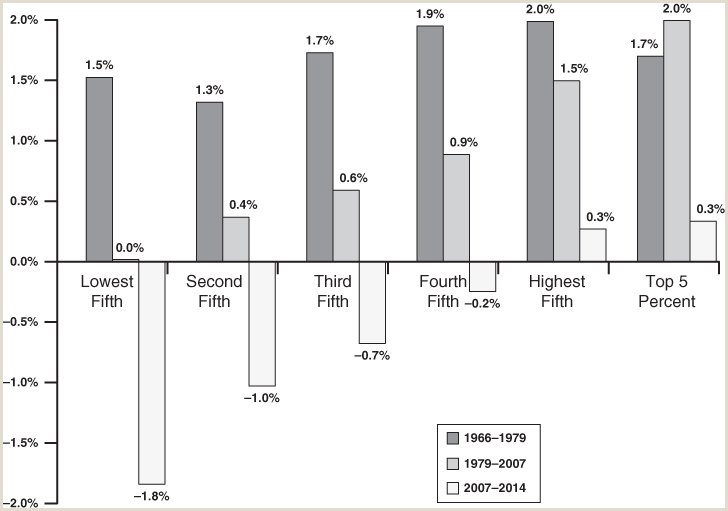 2.0%
1.5%
1.0%
0.5%
0.0%
–0.5%
–1.0%
–1.5%
–2.0%
1.5%
0.0%
–1.8%
1.3%
0.4%
–1.0%
1.7%
0.6%
–0.7%
1.9%
0.9%
–0.2%
2.0%
1.5%
0.3%
1.7%
2.0%
0.3%
Lowest
Fifth
Second
Fifth
Third
Fifth
Fourth
Fifth
Highest
Fifth
Top 5
Percent
1966–1979
1979–2007
2007–2014